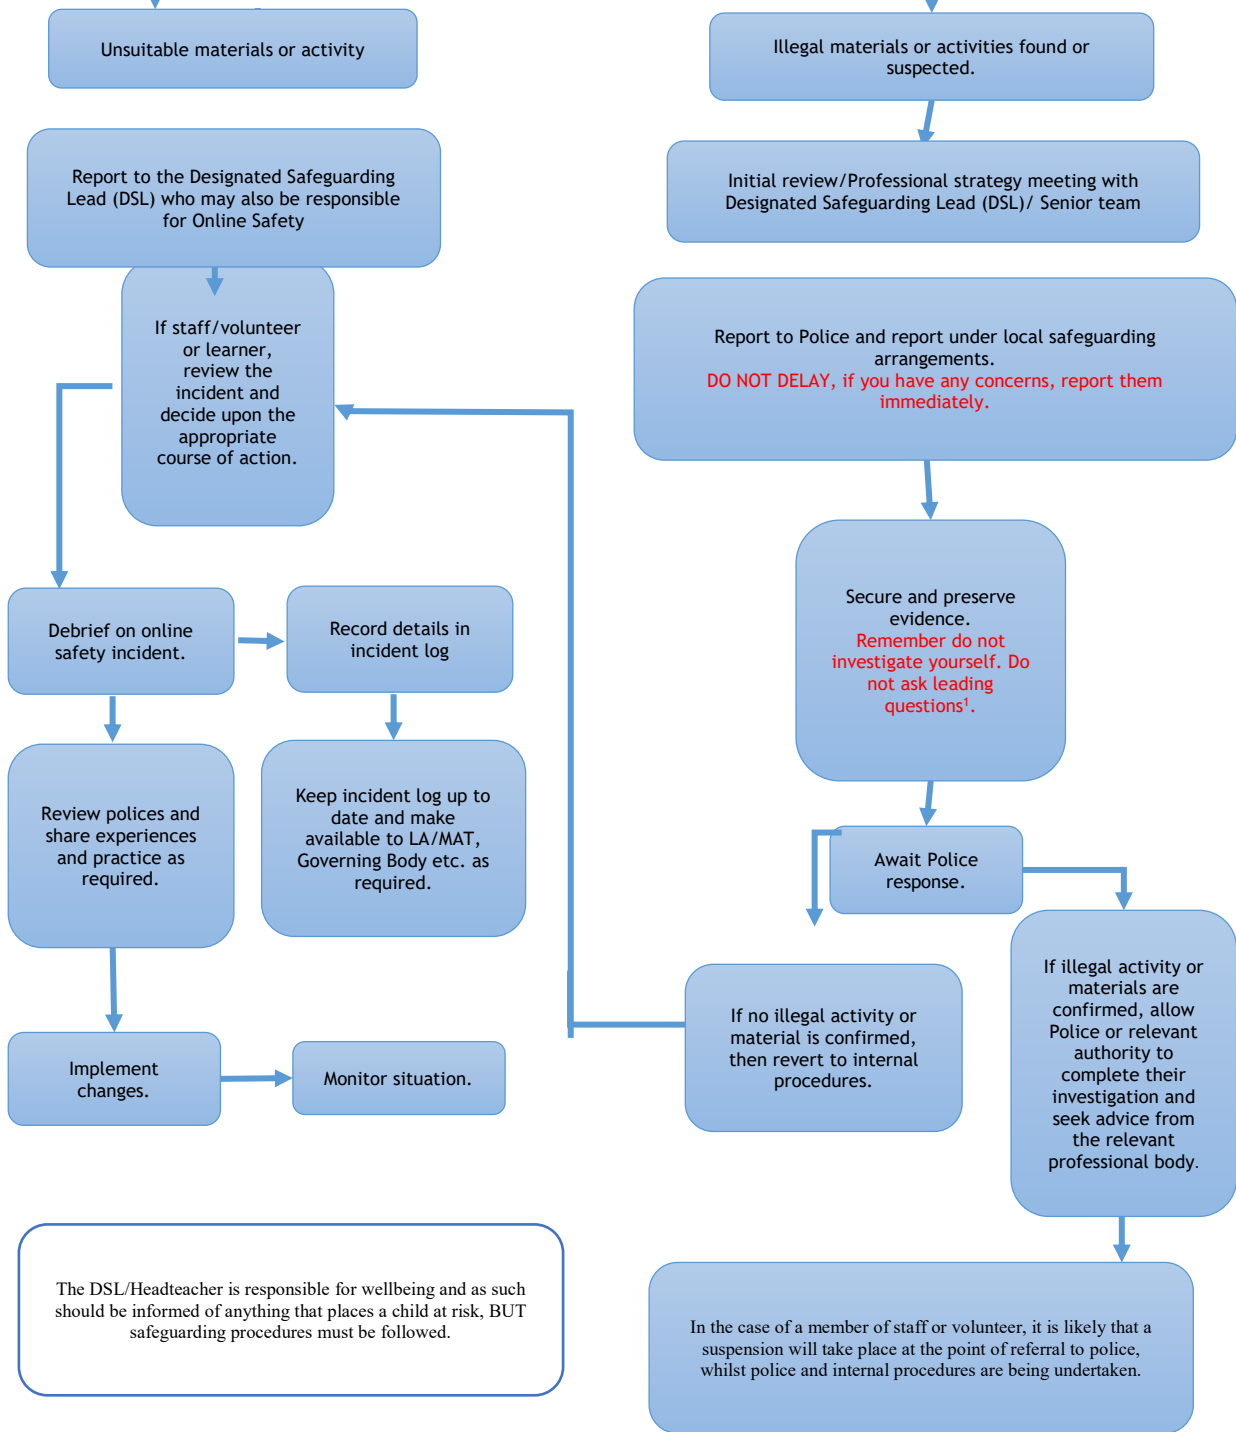 Unsuitable materials or activity
Illegal materials or activities found or
suspected.
Report to the Designated Safeguarding
Lead (DSL) who may also be responsible
for Online Safety
Initial review/Professional strategy meeting with
Designated Safeguarding Lead (DSL)/ Senior team
If staff/volunteer
or learner,
review the
incident and
decide upon the
appropriate
course of action.
Report to Police and report under local safeguarding
arrangements.
DO NOT DELAY, if you have any concerns, report them
immediately.
Secure and preserve
evidence.
Remember do not
investigate yourself. Do
not ask leading
questions¹.
Debrief on online
safety incident.
Record details in
incident log
Review polices and
share experiences
and practice as
required.
Keep incident log up to
date and make
available to LA/MAT,
Governing Body etc. as
required.
Await Police
response.
If no illegal activity or
material is confirmed,
then revert to internal
procedures.
If illegal activity or
materials are
confirmed, allow
Police or relevant
authority to
complete their
investigation and
seek advice from
the relevant
professional body.
Implement
changes.
Monitor situation.
The DSL/Headteacher is responsible for wellbeing and as such
should be informed of anything that places a child at risk, BUT
safeguarding procedures must be followed.
In the case of a member of staff or volunteer, it is likely that a
suspension will take place at the point of referral to police,
whilst police and internal procedures are being undertaken.